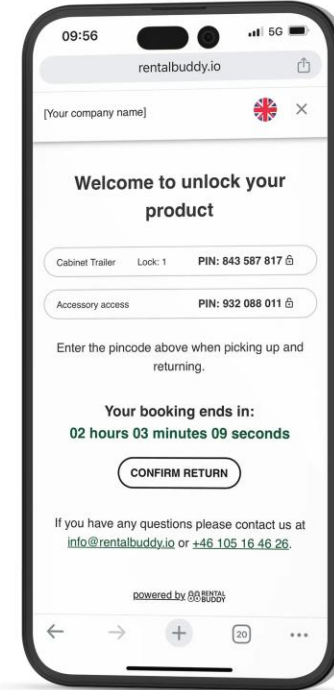 09:56
5G
rentalbuddy.io
[Your company name]
Welcome to unlock your
product
Cabinet Trailer Lock: 1 PIN: 843 587 817
Accessory access PIN: 932 088 011
Enter the pincode above when picking up and
returning.
Your booking ends in:
02 hours 03 minutes 09 seconds
CONFIRM RETURN
If you have any questions please contact us at
info@rentalbuddy.io or +46 105 16 46 26.
powered by RENTAL
BUDDY
20